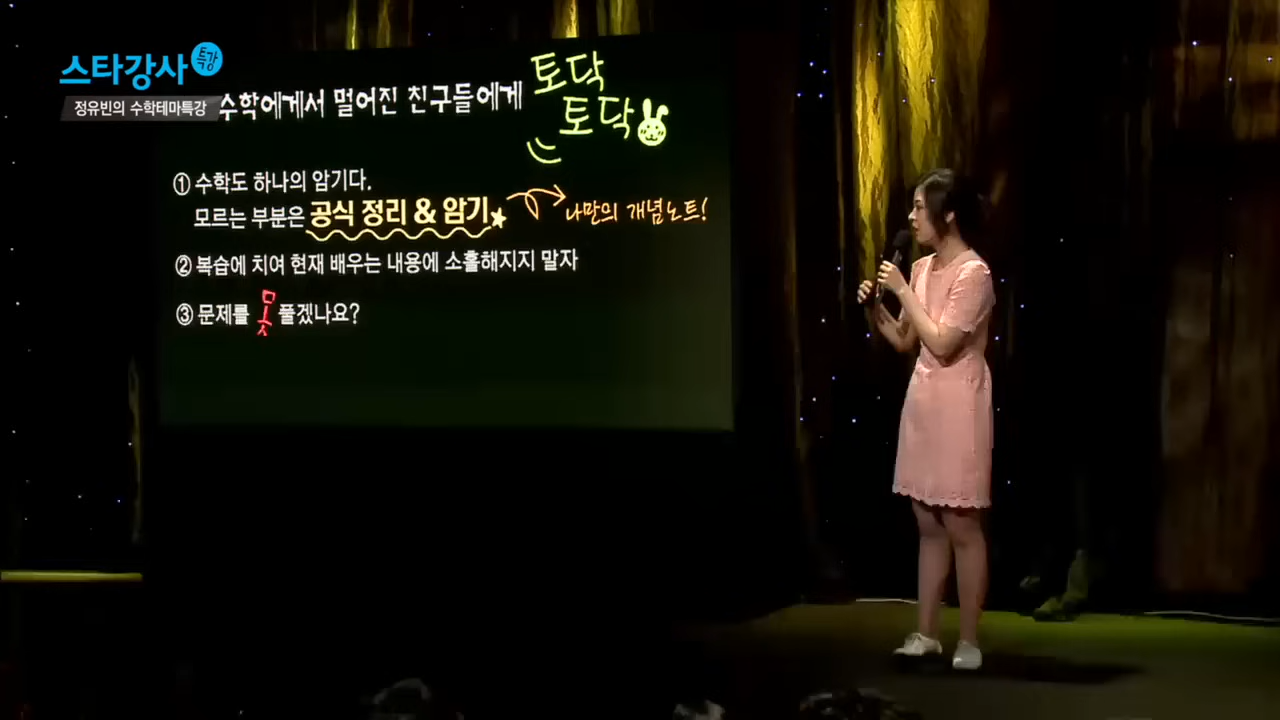 스타강사 특강
정유빈의 수학테마특강
수학에게서 멀어진 친구들에게
토닥
토닥
① 수학도 하나의 암기다.
모르는 부분은 공식 정리 & 암기 나만의 개념노트!
② 복습에 치여 현재 배우는 내용에 소홀해지지 말자
③ 문제를 못 풀겠나요?